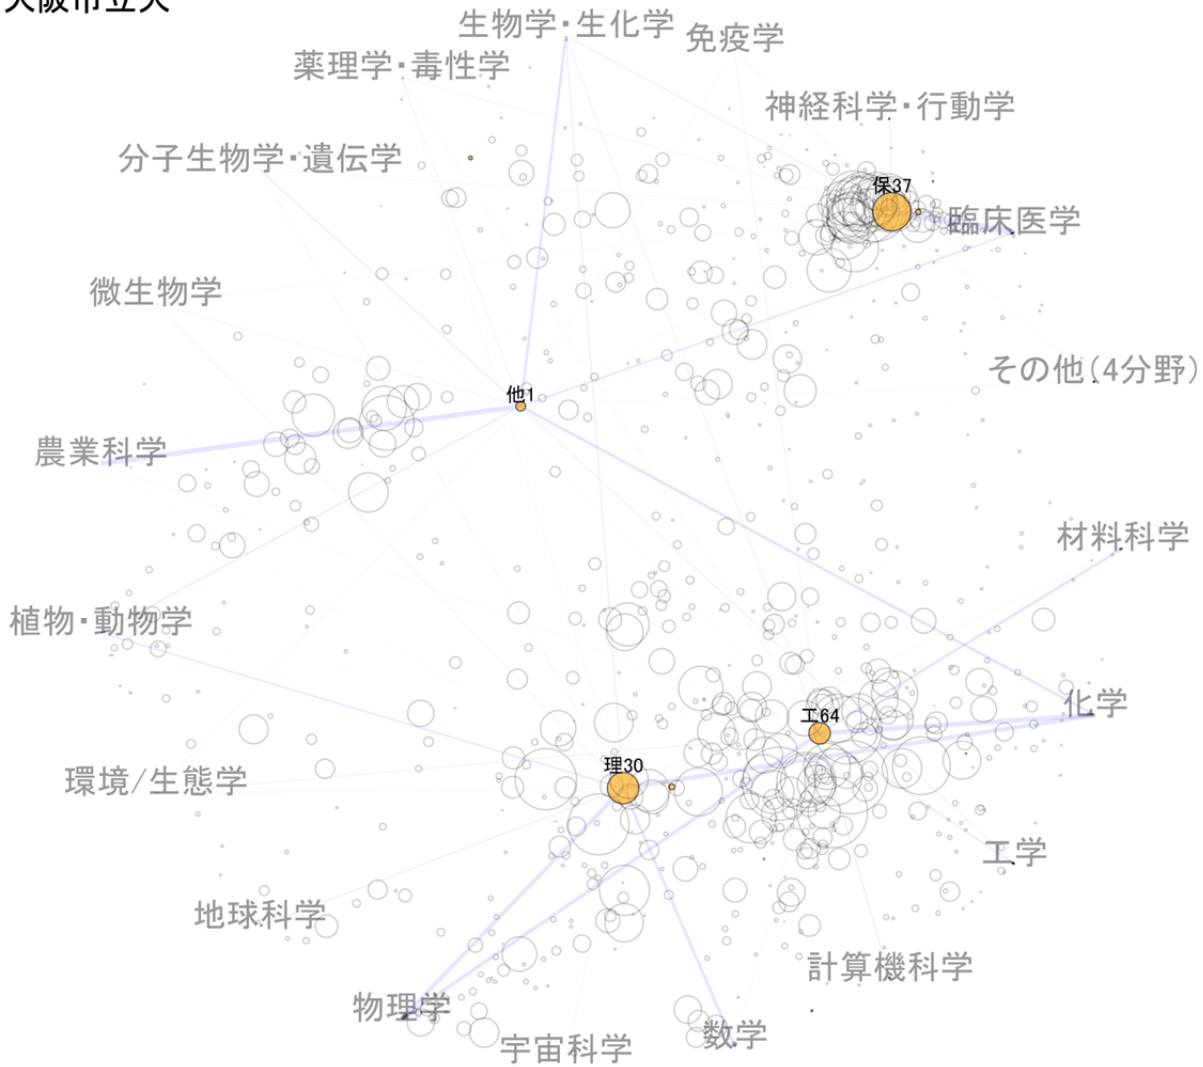 大阪市立大
生物学・生化学
免疫学
薬理学・毒性学
神経科学・行動学
分子生物学・遺伝学
保37
臨床医学
微生物学
その他(4分野)
他1
農業科学
材料科学
植物・動物学
化学
工64
理30
環境/生態学
工学
地球科学
計算機科学
物理学
数学
宇宙科学